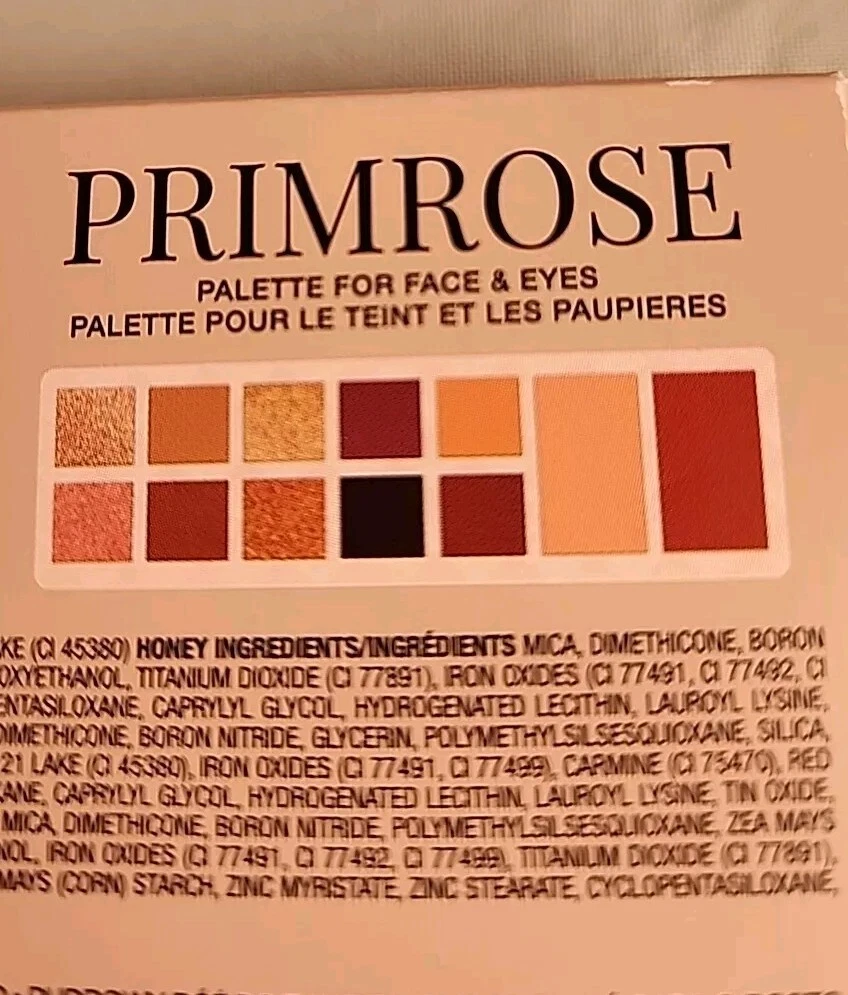 PRIMROSE
PALETTE FOR FACE & EYES
PALETTE POUR LE TEINT ET LES PAUPIERES
KE (CI 45380) HONEY INGREDIENTS/INGRÉDIENTS MICA, DIMETHICONE, BORON
OXYETHANOL, TITANIUM DIOXIDE (CI 77891), IRON OXIDES (CI 77491, CI 77492, CI
ENTASILOXANE, CAPRYLYL GLYCOL, HYDROGENATED LECITHIN, LAUROYL LYSINE,
DIMETHICONE, BORON NITRIDE, GLYCERIN, POLYMETHYLSILSESQUIOXANE, SILICA,
21 LAKE (CI 45380), IRON OXIDES (CI 77491, CI 77499), CARMINE (CI 75470), RED
ANE, CAPRYLYL GLYCOL, HYDROGENATED LECITHIN, LAUROYL LYSINE, TIN OXIDE,
MICA, DIMETHICONE, BORON NITRIDE, POLYMETHYLSILSESQUIOXANE, ZEA MAYS
NOL, IRON OXIDES (CI 77491, CI 77492, CI 77499), TITANIUM DIOXIDE (CI 77891),
MAYS (CORN) STARCH, ZINC MYRISTATE, ZINC STEARATE, CYCLOPENTASILOXANE,